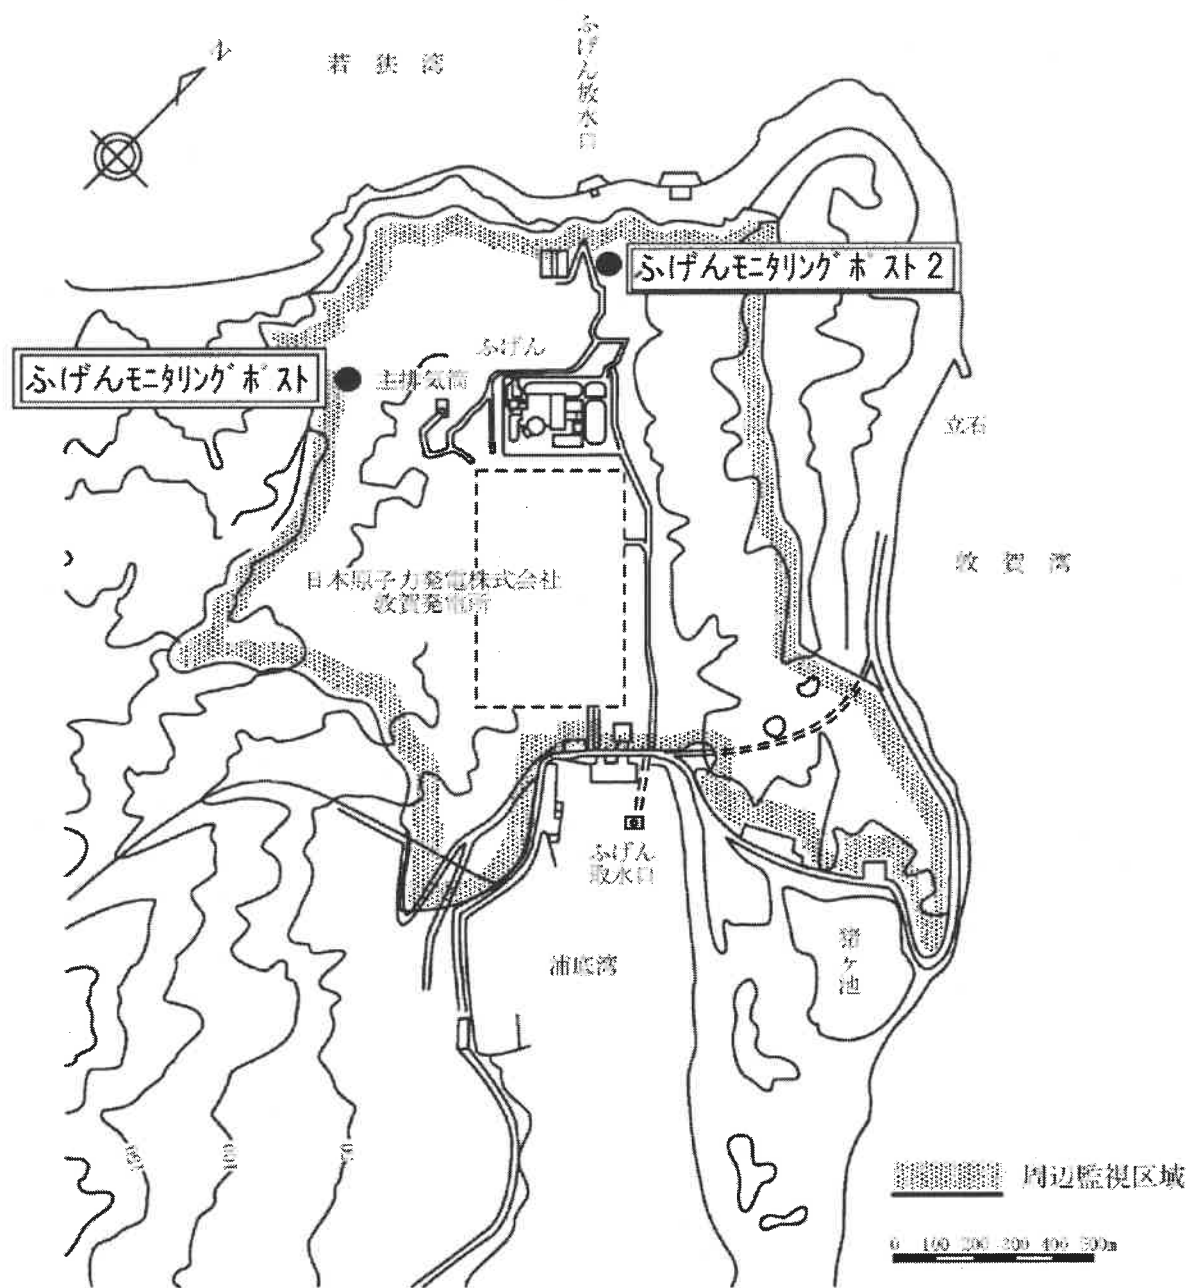 N
若狭湾
ふげん放水口
ふげんモニタリングポスト2
ふげん
ふげんモニタリングポスト
主排気筒
立石
日本原子力発電株式会社
敦賀発電所
敦賀湾
ふげん
取水口
浦底湾
猪ヶ池
150
100
50
周辺監視区域
0 100 200 300 400 500m